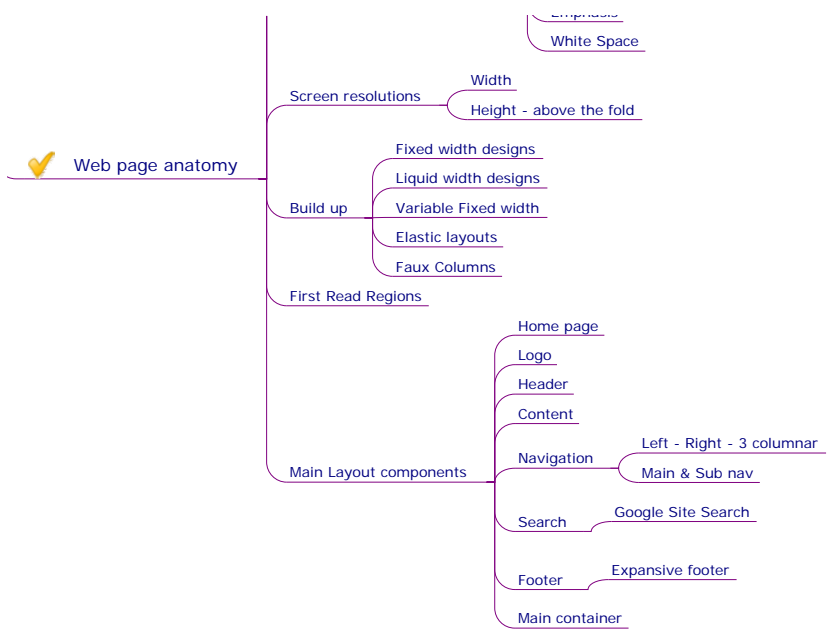 Emphasis
White Space
Width
Screen resolutions
Height - above the fold
Web page anatomy
Fixed width designs
Liquid width designs
Build up
Variable Fixed width
Elastic layouts
Faux Columns
First Read Regions
Home page
Logo
Header
Content
Left - Right - 3 columnar
Navigation
Main & Sub nav
Main Layout components
Google Site Search
Search
Expansive footer
Footer
Main container